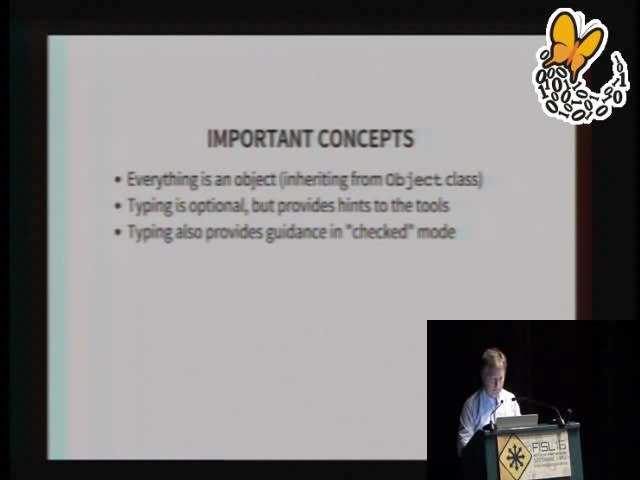 IMPORTANT CONCEPTS
• Everything is an object (inheriting from Object class)
• Typing is optional, but provides hints to the tools
• Typing also provides guidance in "checked" mode
FISL16